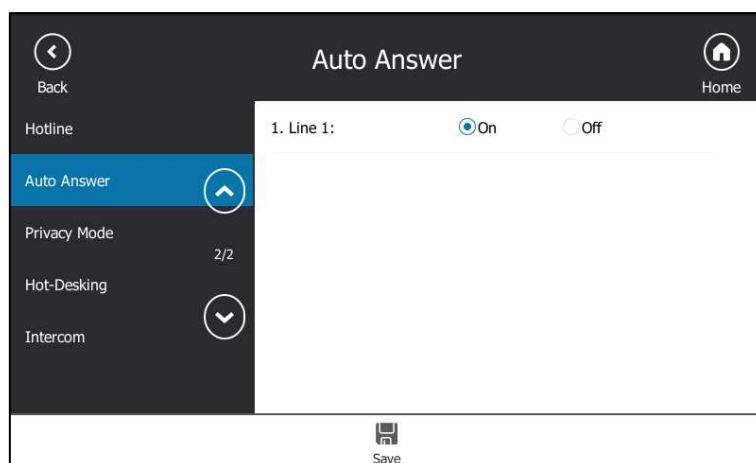 Auto Answer
Back
Home
Hotline
Auto Answer
Privacy Mode
2/2
Hot-Desking
Intercom
1. Line 1: On Off
Save